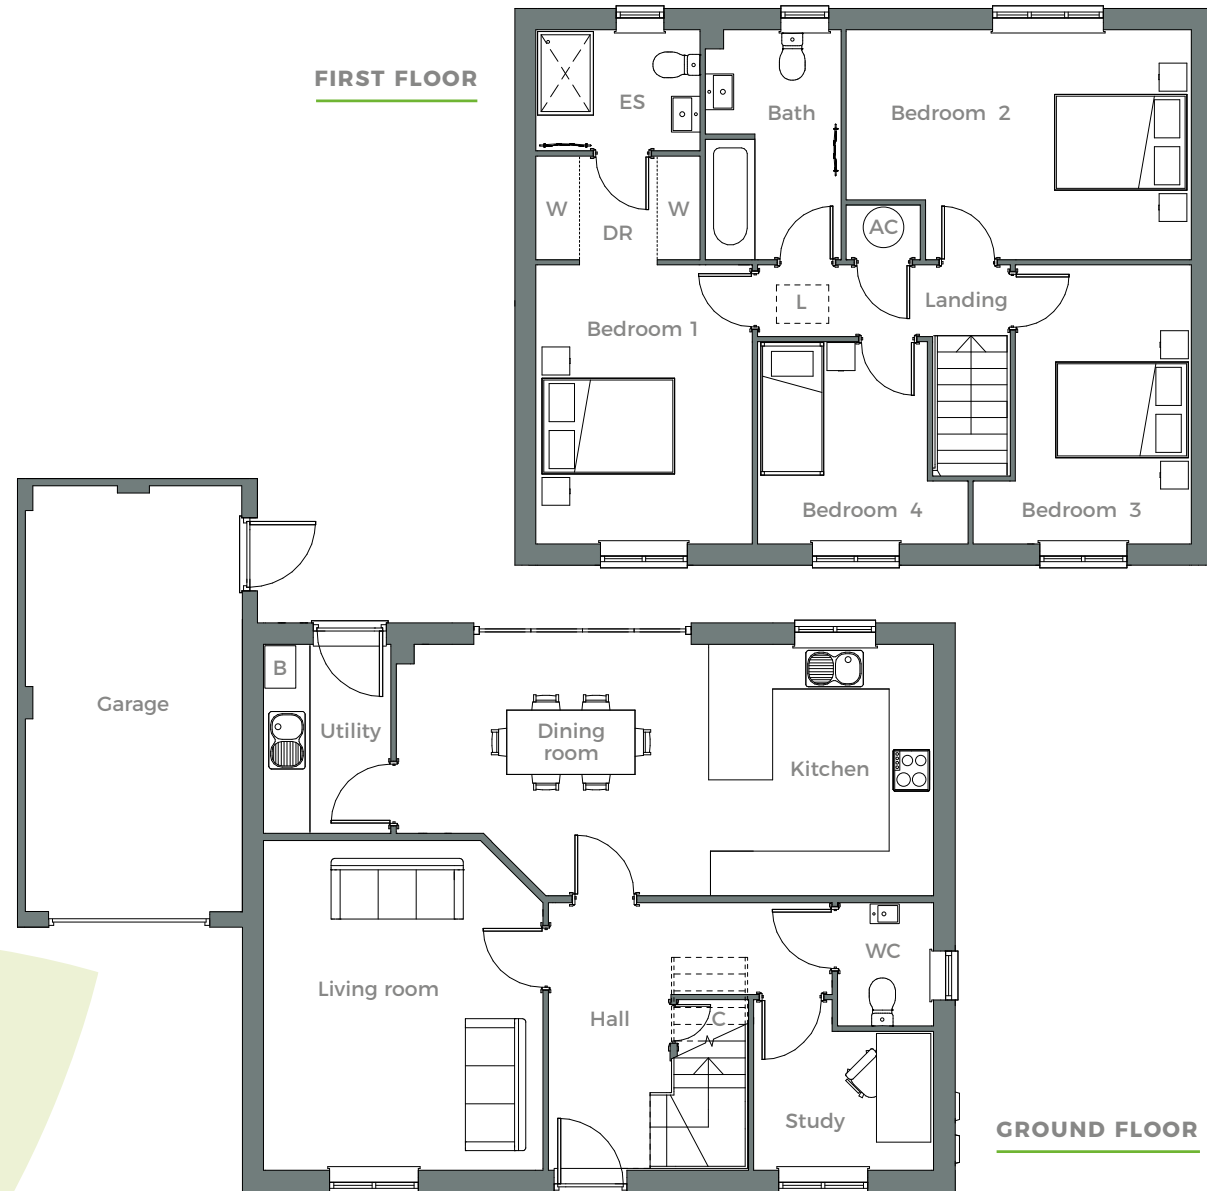 FIRST FLOOR
ES
Bath
Bedroom 2
W
W
DR
AC
L
Landing
Bedroom 1
Bedroom 4
Bedroom 3
B
Garage
Utility
Dining
room
Kitchen
WC
Living room
Hall
C
Study
GROUND FLOOR